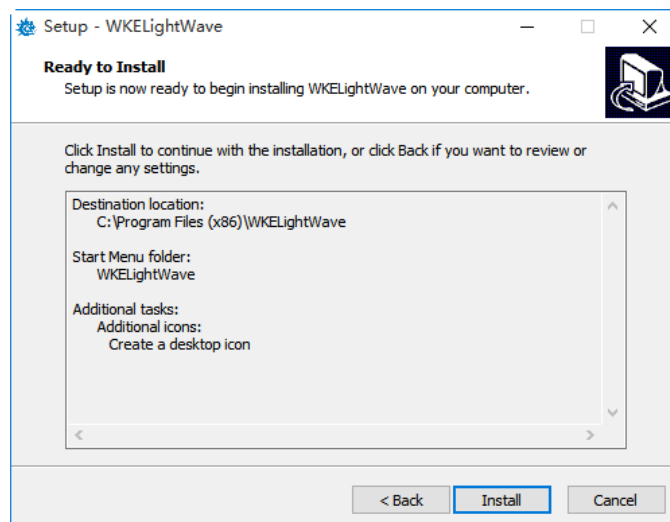 Setup - WKELightWave
Ready to Install
Setup is now ready to begin installing WKELightWave on your computer.
Click Install to continue with the installation, or click Back if you want to review or
change any settings.
Destination location:
C:\Program Files (x86)\WKELightWave
Start Menu folder:
WKELightWave
Additional tasks:
Additional icons:
Create a desktop icon
< Back
Install
Cancel